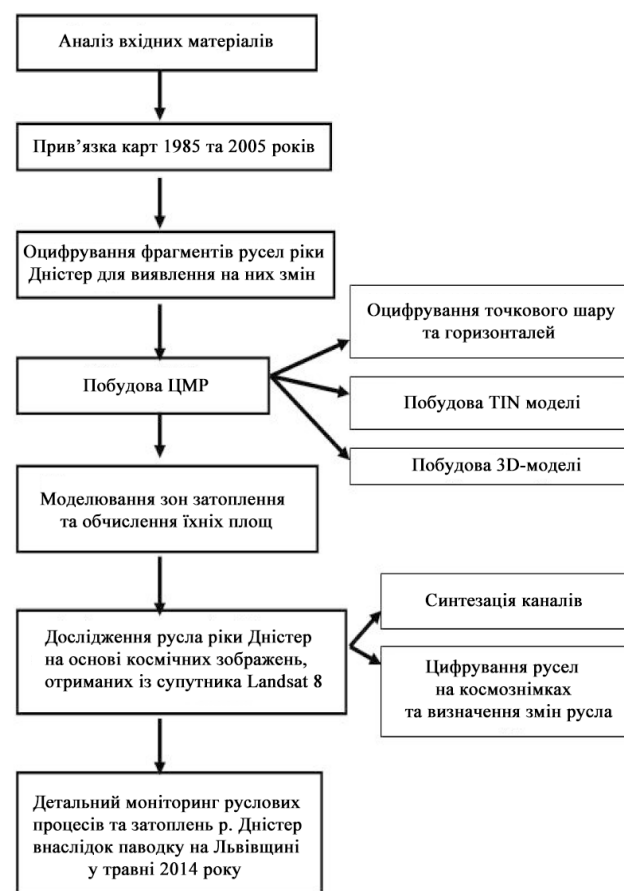 Аналіз вхідних матеріалів
Прив’язка карт 1985 та 2005 років
Оцифрування фрагментів русел ріки
Дністер для виявлення на них змін
Побудова ЦМР
Оцифрування точкового шару
та горизонталей
Побудова TIN моделі
Побудова 3D-моделі
Моделювання зон затоплення
та обчислення їхніх площ
Дослідження русла ріки Дністер
на основі космічних зображень,
отриманих із супутника Landsat 8
Синтезація каналів
Цифрування русел
на космознімках
та визначення змін русла
Детальний моніторинг руслових
процесів та затоплень р. Дністер
внаслідок паводку на Львівщині
у травні 2014 року